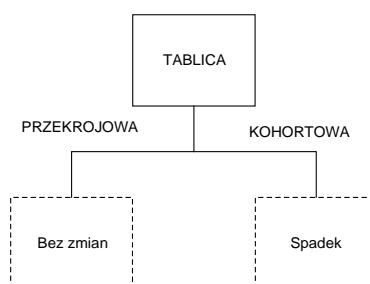 TABLICA
PRZEKROJOWA
KOHORTOWA
Bez zmian
Spadek